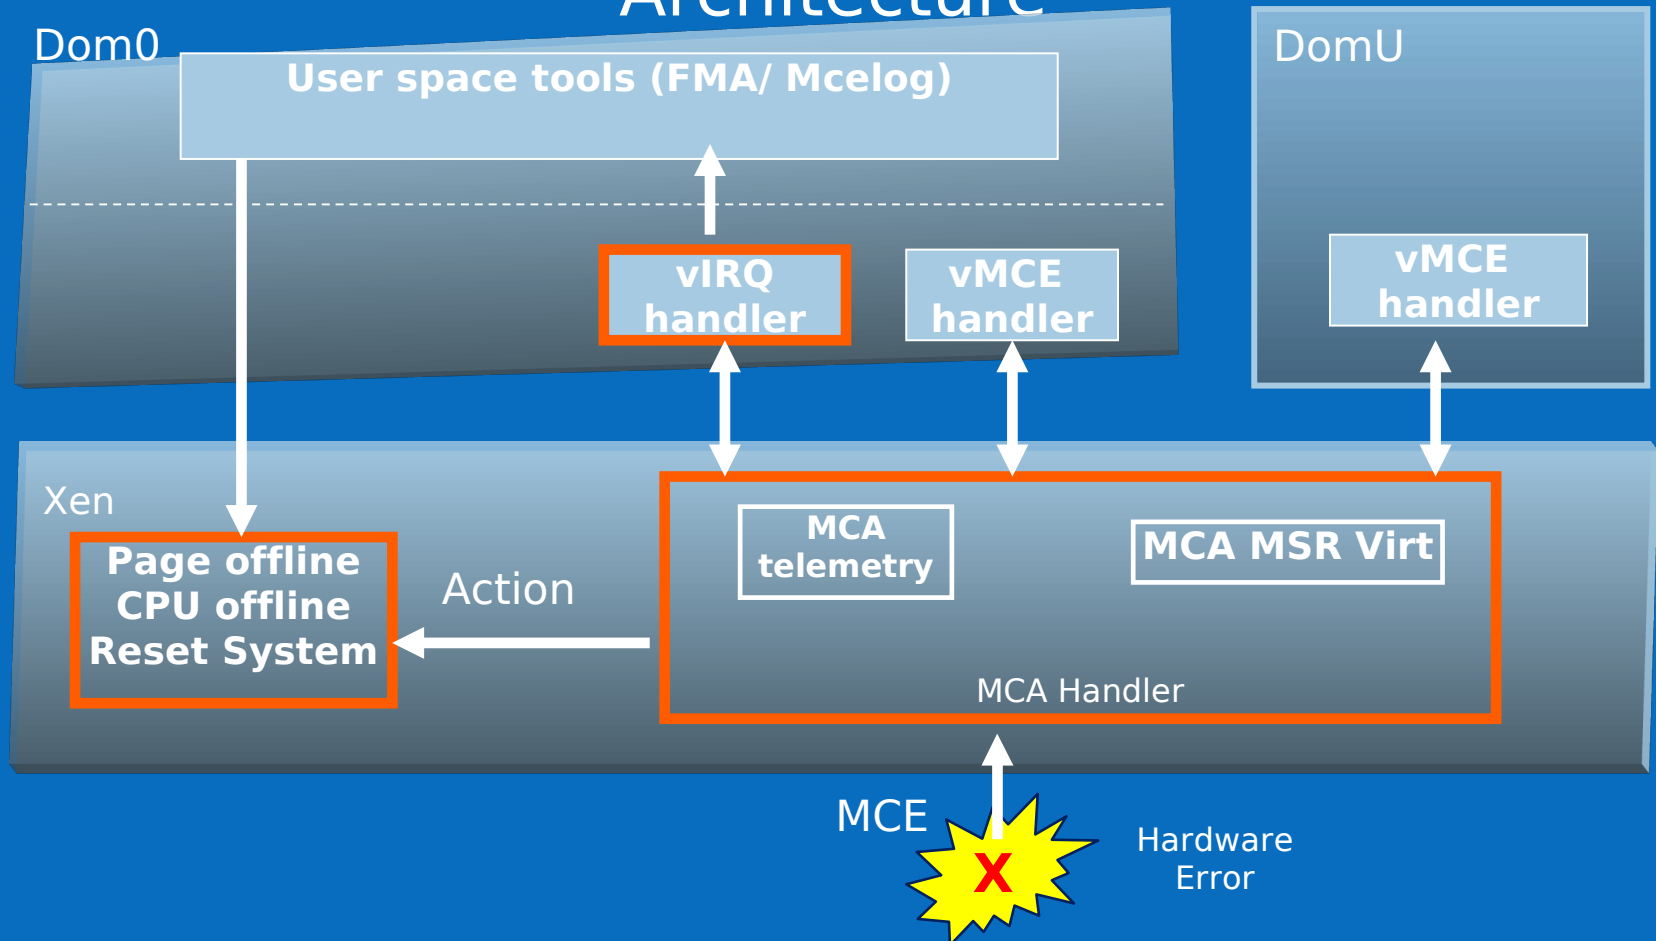 Architecture
Dom0
User space tools (FMA/ Mcelog)
DomU
vIRQ
handler
vMCE
handler
vMCE
handler
Xen
Page offline
CPU offline
Reset System
Action
MCA
telemetry
MCA MSR Virt
MCA Handler
MCE
X
Hardware
Error